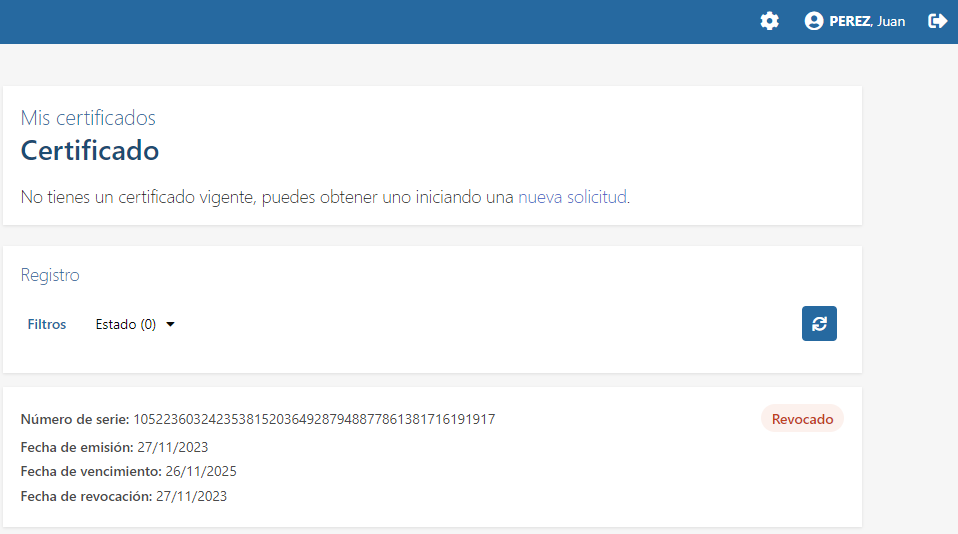 PEREZ, Juan
Mis certificados
Certificado
No tienes un certificado vigente, puedes obtener uno iniciando una nueva solicitud.
Registro
Filtros Estado (0)
Número de serie: 105223603242353815203649287948877861381716191917 Revocado
Fecha de emisión: 27/11/2023
Fecha de vencimiento: 26/11/2025
Fecha de revocación: 27/11/2023